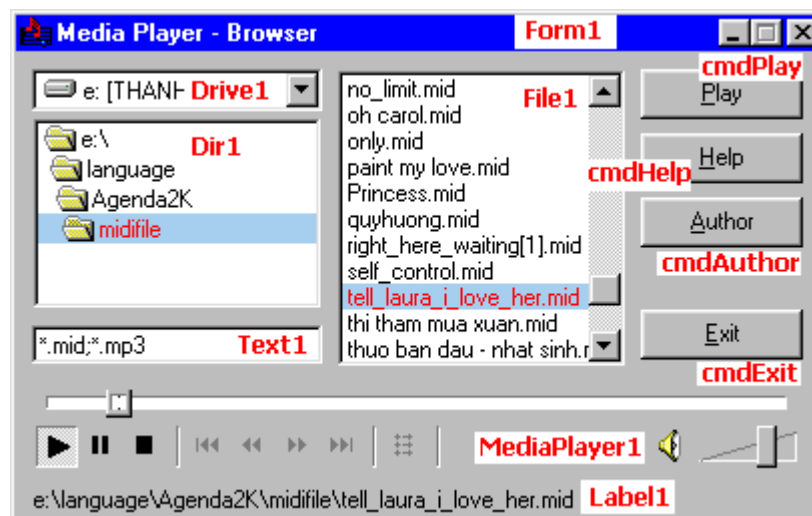 Media Player - Browser Form1
cmdPlay
e: [THANH Drive1
e:\ Dir1
language
Agenda2K
midifile
*.mid;*.mp3 Text1
no_limit.mid File1
oh carol.mid
only.mid
paint my love.mid
Princess.mid
quyhuong.mid
right_here_waiting[1].mid
self_control.mid
tell_laura_i_love_her.mid
thi tham mua xuan.mid
thuo ban dau - nhat sinh.r
Play
Help
cmdHelp
Author
cmdAuthor
Exit
cmdExit
MediaPlayer1
e:\language\Agenda2K\midifile\tell_laura_i_love_her.mid Label1